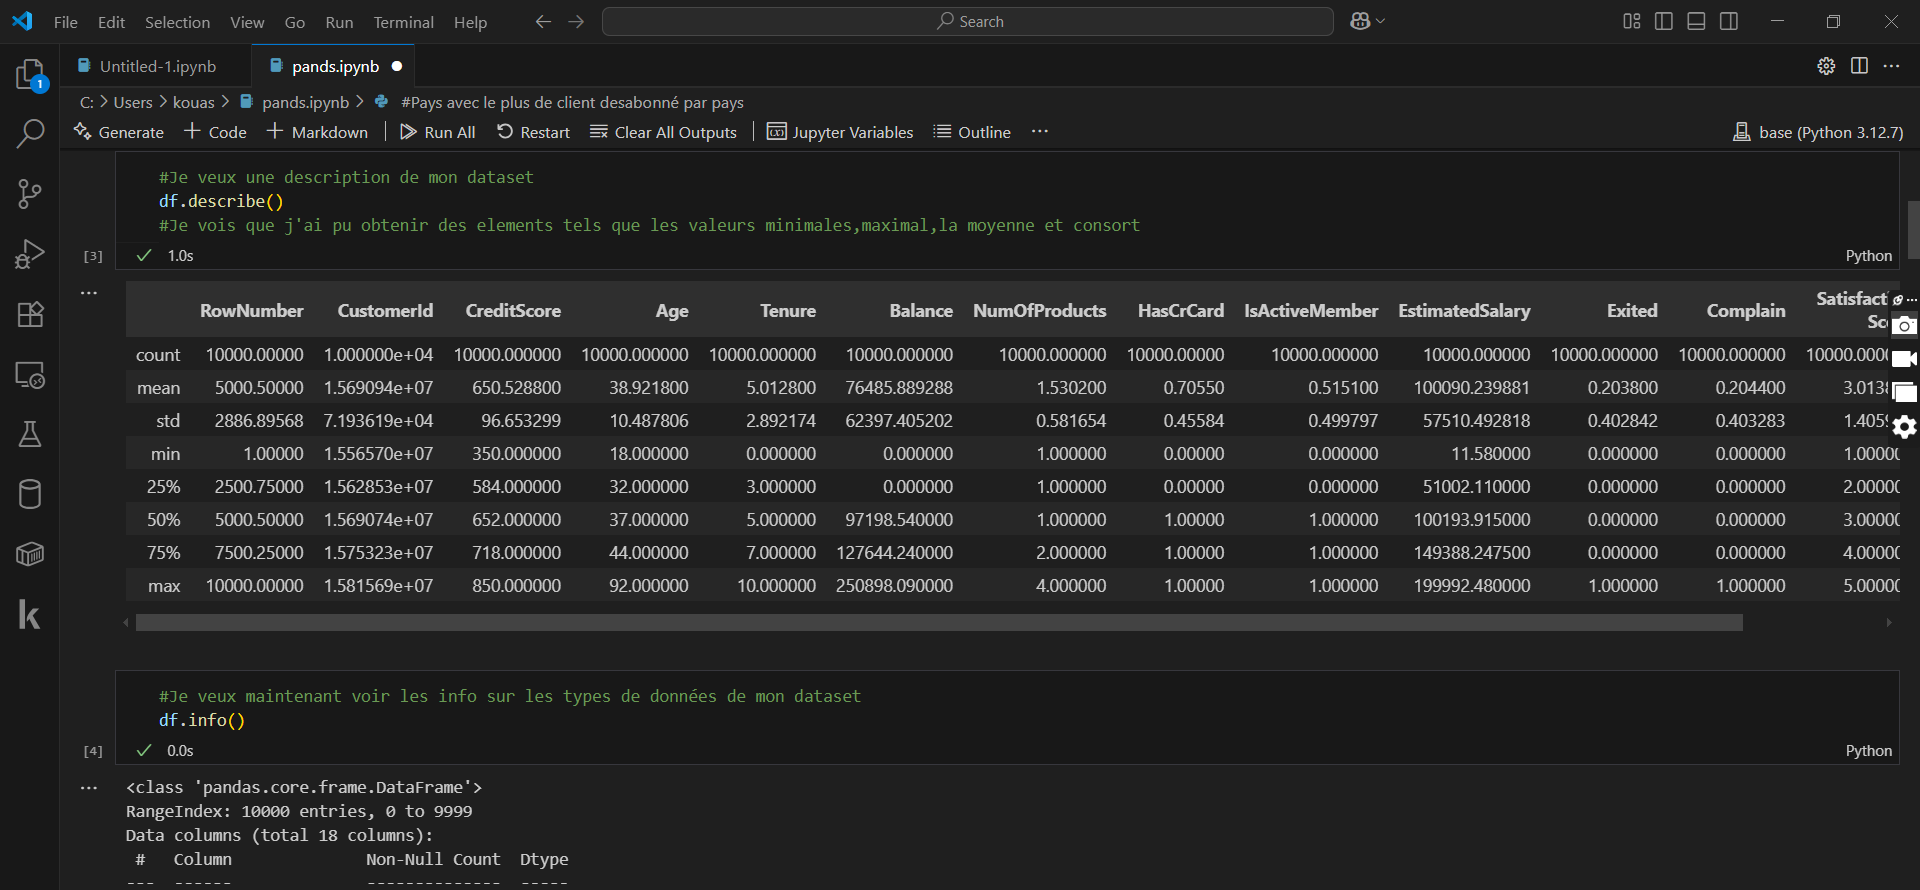 File Edit Selection View Go Run Terminal Help Search
Untitled-1.ipynb pands.ipynb
1
C: > Users > kouas > pands.ipynb > #Pays avec le plus de client desabonné par pays
Generate + Code + Markdown Run All Restart Clear All Outputs Jupyter Variables Outline ... base (Python 3.12.7)
#Je veux une description de mon dataset
df.describe()
#Je vois que j'ai pu obtenir des elements tels que les valeurs minimales,maximal,la moyenne et consort
[3] 1.0s Python
...
RowNumber CustomerId CreditScore Age Tenure Balance NumOfProducts HasCrCard IsActiveMember EstimatedSalary Exited Complain Satisfact Sc
count 10000.00000 1.000000e+04 10000.000000 10000.000000 10000.000000 10000.000000 10000.000000 10000.00000 10000.000000 10000.000000 10000.000000 10000.000000 10000.000
mean 5000.50000 1.569094e+07 650.528800 38.921800 5.012800 76485.889288 1.530200 0.70550 0.515100 100090.239881 0.203800 0.204400 3.013
std 2886.89568 7.193619e+04 96.653299 10.487806 2.892174 62397.405202 0.581654 0.45584 0.499797 57510.492818 0.402842 0.403283 1.405
min 1.00000 1.556570e+07 350.000000 18.000000 0.000000 0.000000 1.000000 0.00000 0.000000 11.580000 0.000000 0.000000 1.0000
25% 2500.75000 1.562853e+07 584.000000 32.000000 3.000000 0.000000 1.000000 0.00000 0.000000 51002.110000 0.000000 0.000000 2.0000
50% 5000.50000 1.569074e+07 652.000000 37.000000 5.000000 97198.540000 1.000000 1.00000 1.000000 100193.915000 0.000000 0.000000 3.0000
75% 7500.25000 1.575323e+07 718.000000 44.000000 7.000000 127644.240000 2.000000 1.00000 1.000000 149388.247500 0.000000 0.000000 4.0000
max 10000.00000 1.581569e+07 850.000000 92.000000 10.000000 250898.090000 4.000000 1.00000 1.000000 199992.480000 1.000000 1.000000 5.0000
k
#Je veux maintenant voir les info sur les types de données de mon dataset
df.info()
[4] 0.0s Python
... <class 'pandas.core.frame.DataFrame'>
RangeIndex: 10000 entries, 0 to 9999
Data columns (total 18 columns):
# Column Non-Null Count Dtype
--- ------ -------------- -----